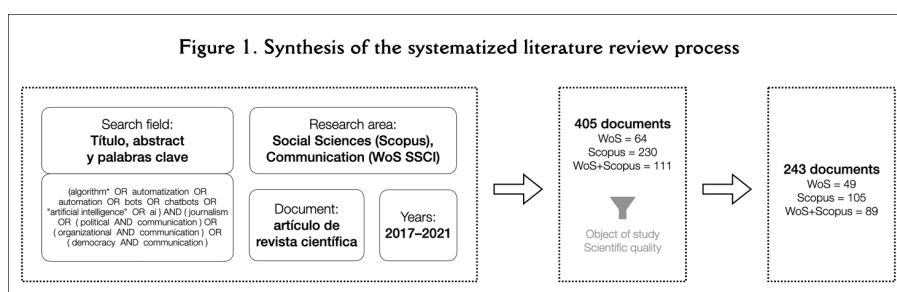 Figure 1. Synthesis of the systematized literature review process
Search field:
Título, abstract
y palabras clave
(algorithm* OR automatization OR
automation OR bots OR chatbots OR
"artificial intelligence" OR ai) AND (journalism
OR (political AND communication) OR
(organizational AND communication) OR
(democracy AND communication)
Research area:
Social Sciences (Scopus),
Communication (WoS SSCI)
Document:
artículo de
revista científica
Years:
2017–2021
405 documents
WoS = 64
Scopus = 230
WoS+Scopus = 111
Object of study
Scientific quality
243 documents
WoS = 49
Scopus = 105
WoS+Scopus = 89